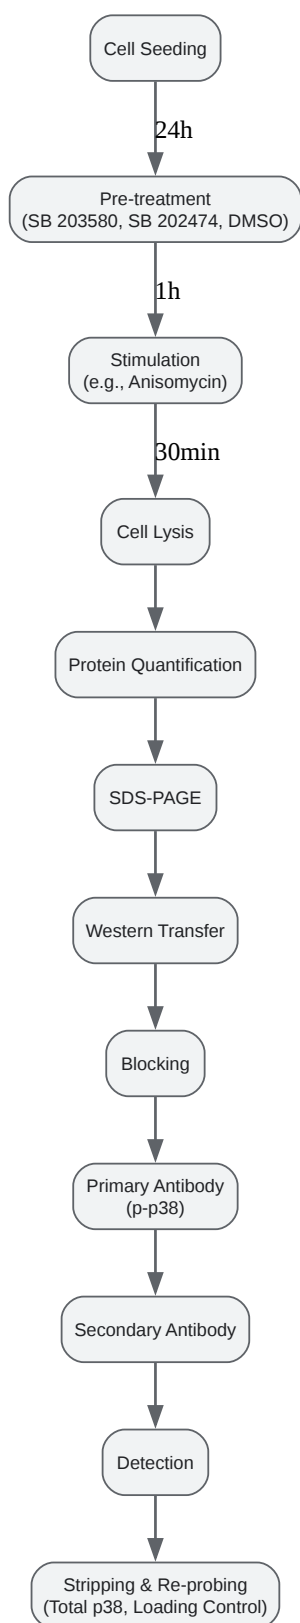 Cell Seeding
24h
Pre-treatment
(SB 203580, SB 202474, DMSO)
1h
Stimulation
(e.g., Anisomycin)
30min
Cell Lysis
Protein Quantification
SDS-PAGE
Western Transfer
Blocking
Primary Antibody
(p-p38)
Secondary Antibody
Detection
Stripping & Re-probing
(Total p38, Loading Control)